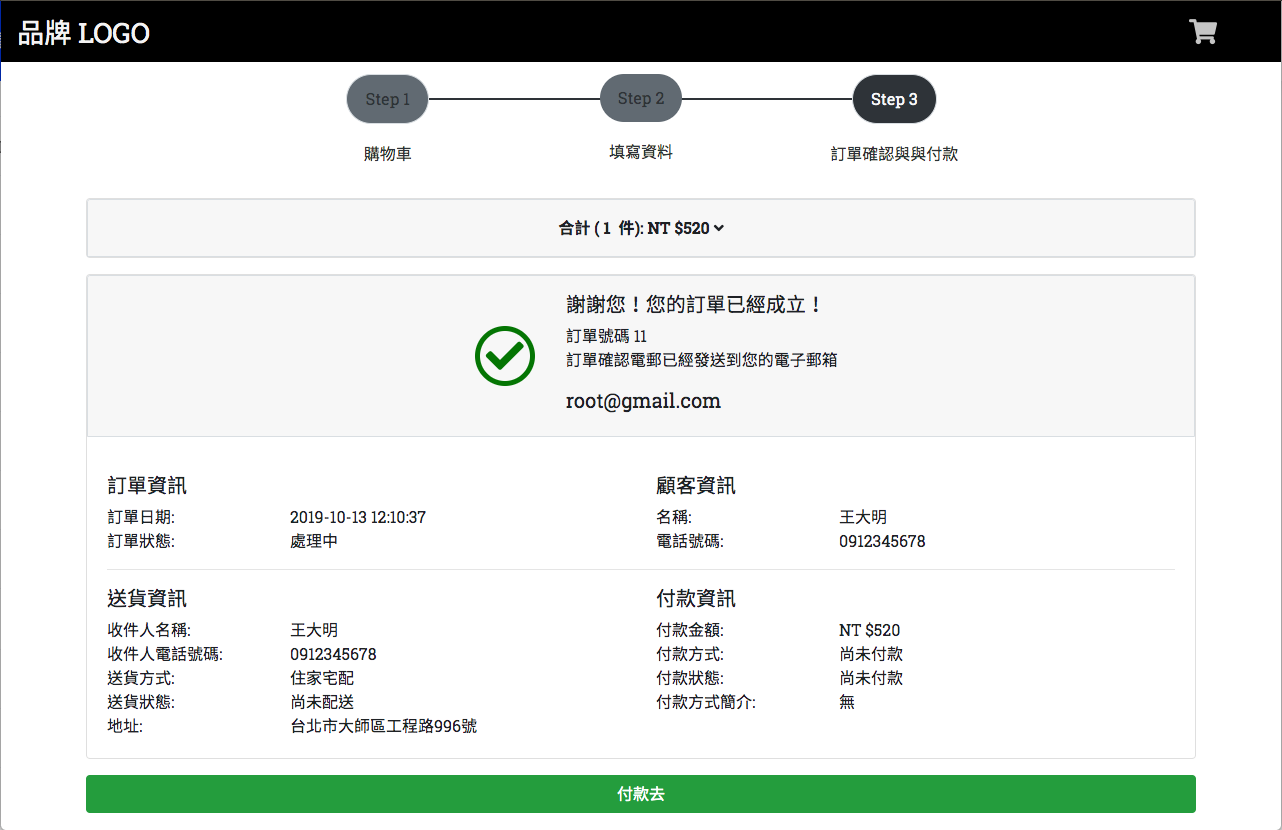 品牌 LOGO
Step 1
Step 2
Step 3
購物車
填寫資料
訂單確認與與付款
合計 ( 1 件): NT $520
謝謝您！您的訂單已經成立！
訂單號碼 11
訂單確認電郵已經發送到您的電子郵箱
root@gmail.com
訂單資訊
訂單日期: 2019-10-13 12:10:37
訂單狀態: 處理中
顧客資訊
名稱: 王大明
電話號碼: 0912345678
送貨資訊
收件人名稱: 王大明
收件人電話號碼: 0912345678
送貨方式: 住家宅配
送貨狀態: 尚未配送
地址: 台北市大師區工程路996號
付款資訊
付款金額: NT $520
付款方式: 尚未付款
付款狀態: 尚未付款
付款方式簡介: 無
付款去